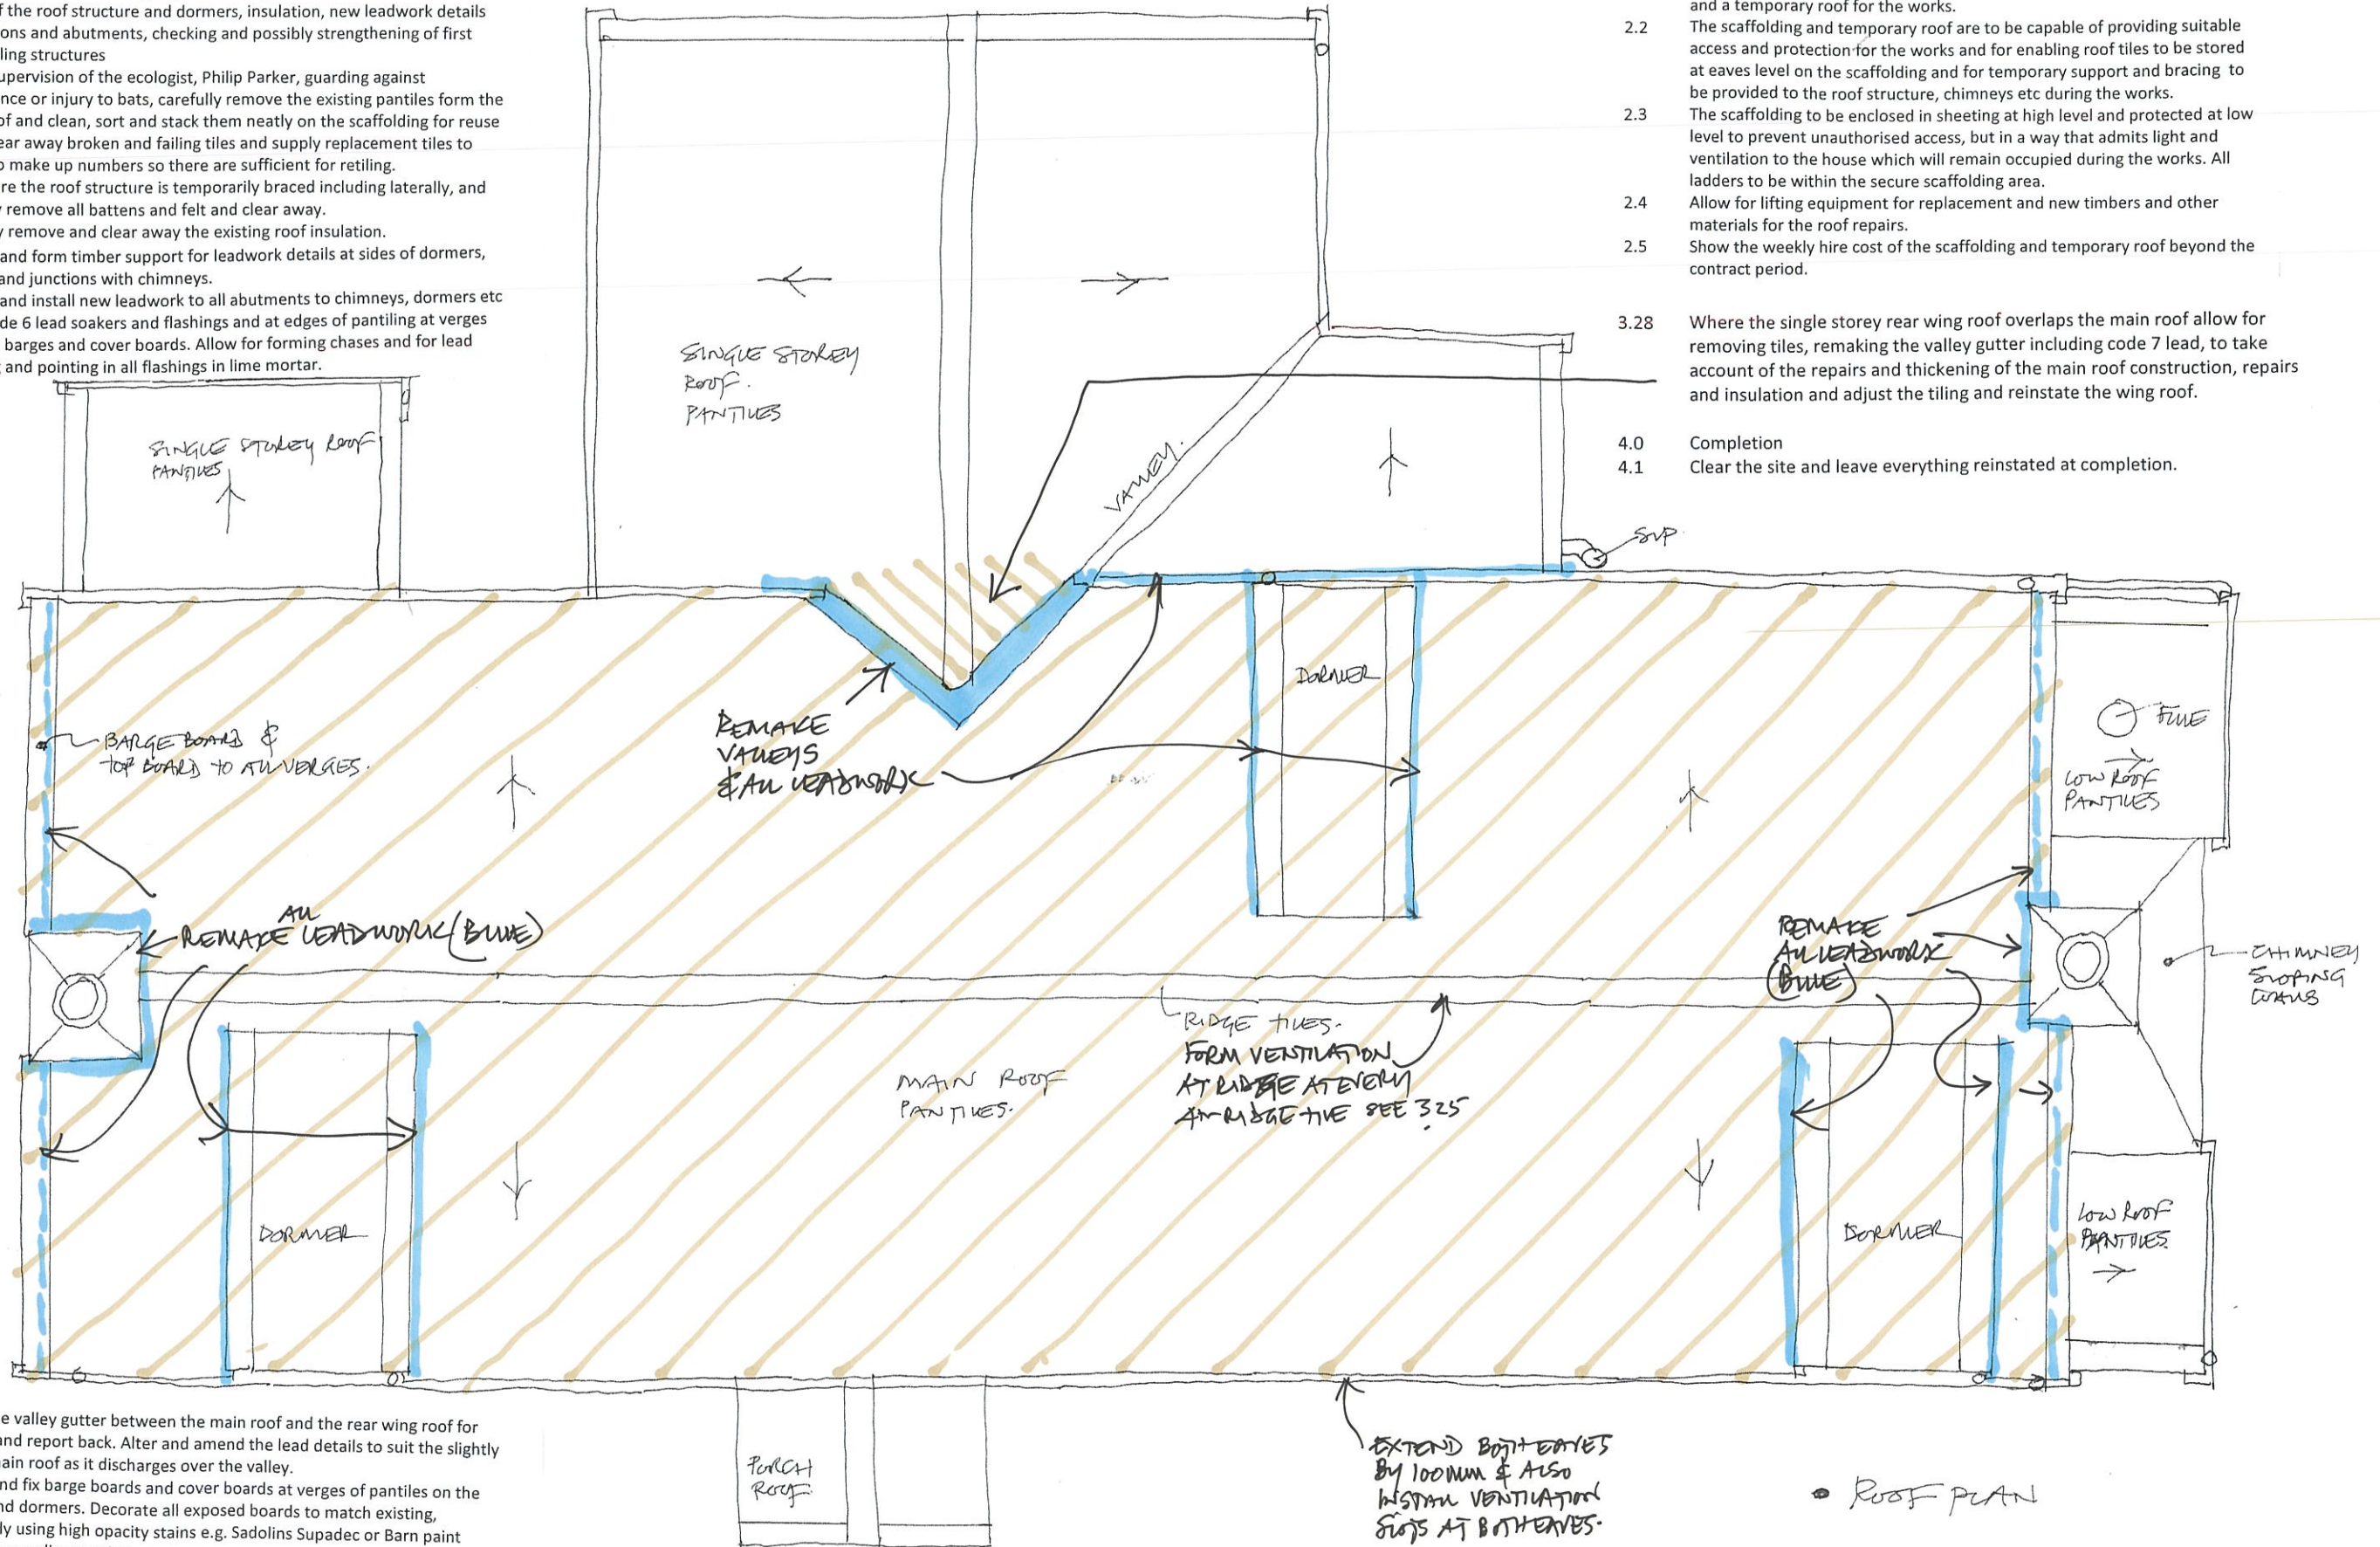 f the roof structure and dormers, insulation, new leadwork details
ons and abutments, checking and possibly strengthening of first
ling structures
upervision of the ecologist, Philip Parker, guarding against
nce or injury to bats, carefully remove the existing pantiles form the
of and clean, sort and stack them neatly on the scaffolding for reuse
ear away broken and failing tiles and supply replacement tiles to
o make up numbers so there are sufficient for retiling.
re the roof structure is temporarily braced including laterally, and
remove all battens and felt and clear away.
remove and clear away the existing roof insulation.
and form timber support for leadwork details at sides of dormers,
and junctions with chimneys.
and install new leadwork to all abutments to chimneys, dormers etc
de 6 lead soakers and flashings and at edges of pantiling at verges
barges and cover boards. Allow for forming chases and for lead
and pointing in all flashings in lime mortar.
and a temporary roof for the works.
2.2 The scaffolding and temporary roof are to be capable of providing suitable
access and protection for the works and for enabling roof tiles to be stored
at eaves level on the scaffolding and for temporary support and bracing to
be provided to the roof structure, chimneys etc during the works.
2.3 The scaffolding to be enclosed in sheeting at high level and protected at low
level to prevent unauthorised access, but in a way that admits light and
ventilation to the house which will remain occupied during the works. All
ladders to be within the secure scaffolding area.
2.4 Allow for lifting equipment for replacement and new timbers and other
materials for the roof repairs.
2.5 Show the weekly hire cost of the scaffolding and temporary roof beyond the
contract period.
3.28 Where the single storey rear wing roof overlaps the main roof allow for
removing tiles, remaking the valley gutter including code 7 lead, to take
account of the repairs and thickening of the main roof construction, repairs
and insulation and adjust the tiling and reinstate the wing roof.
4.0 Completion
4.1 Clear the site and leave everything reinstated at completion.
SINGLE STOREY
ROOF.
PANTILES
SINGLE STOREY ROOF
PANTILES
VALLEY.
SVP
DORMER
REMAKE
VALLEYS
& ALL LEADWORK
BARGE BOARD &
TOP BOARD TO ALL VERGES.
FLUE
LOW ROOF
PANTILES
ALL
REMAKE LEADWORK (BLUE)
REMAKE
ALL LEADWORK
(BLUE)
CHIMNEY
SLOPING
WALLS
RIDGE TILES.
FORM VENTILATION
AT RIDGE AT EVERY
4TH RIDGE TILE SEE 3.25
MAIN ROOF
PANTILES.
DORMER
DORMER
LOW ROOF
PANTILES
e valley gutter between the main roof and the rear wing roof for
and report back. Alter and amend the lead details to suit the slightly
ain roof as it discharges over the valley.
nd fix barge boards and cover boards at verges of pantiles on the
nd dormers. Decorate all exposed boards to match existing,
ly using high opacity stains e.g. Sadolins Supadec or Barn paint
PORCH
ROOF
EXTEND BOTH EAVES
BY 100MM & ALSO
INSTALL VENTILATION
SLOTS AT BOTH EAVES.
ROOF PLAN